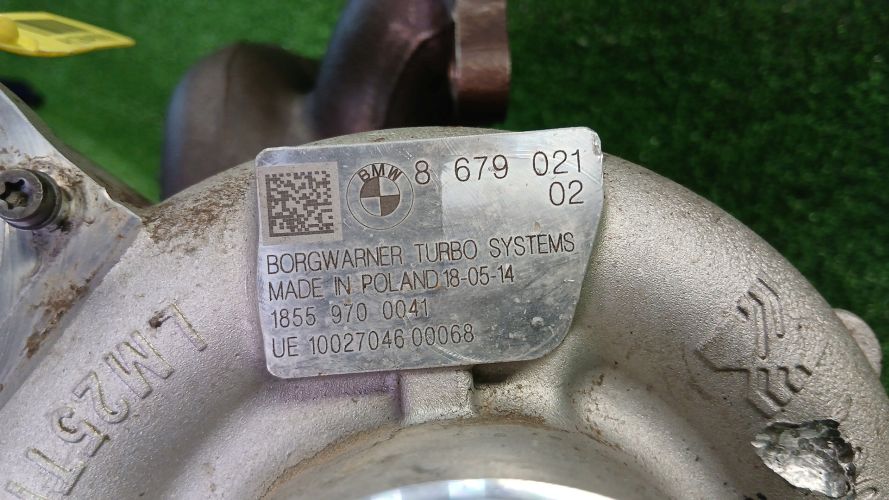 BMW
8 679 021
02
BORGWARNER TURBO SYSTEMS
MADE IN POLAND 18-05-14
1855 970 0041
UE 10027046 00068